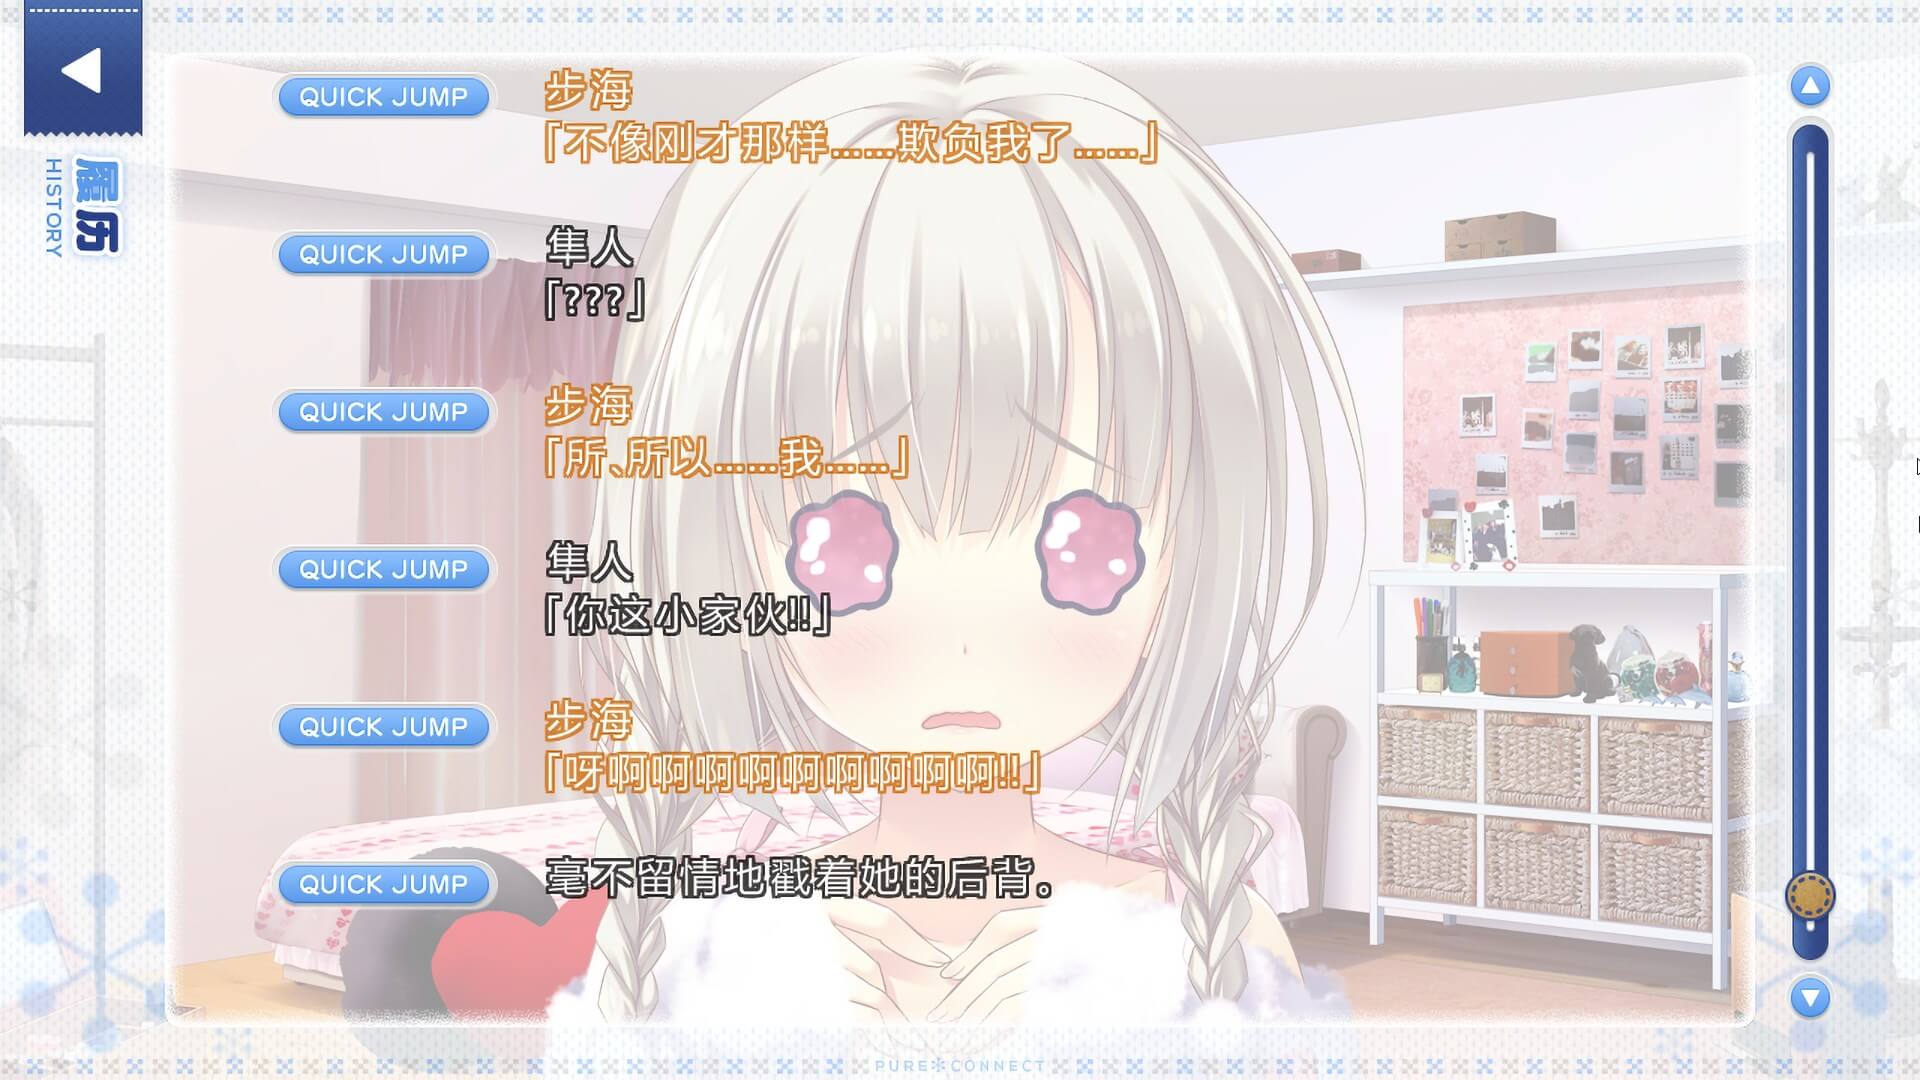 履历
HISTORY
QUICK JUMP
步海
「不像刚才那样……欺负我了……」
QUICK JUMP
隼人
「???」
QUICK JUMP
步海
「所、所以……我……」
QUICK JUMP
隼人
「你这小家伙!!」
QUICK JUMP
步海
「呀啊啊啊啊啊啊啊啊啊!!」
QUICK JUMP
毫不留情地戳着她的后背。
PURE✻CONNECT